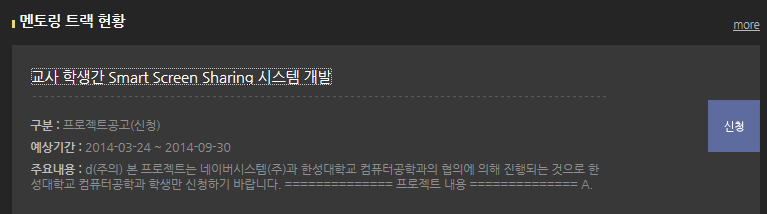 멘토링 트랙 현황
more
교사 학생간 Smart Screen Sharing 시스템 개발
구분 : 프로젝트공고(신청)
신청
예상기간 : 2014-03-24 ~ 2014-09-30
주요내용 : d(주의) 본 프로젝트는 네이버시스템(주)과 한성대학교 컴퓨터공학과의 협의에 의해 진행되는 것으로 한
성대학교 컴퓨터공학과 학생만 신청하기 바랍니다. ============== 프로젝트 내용 ============== A.